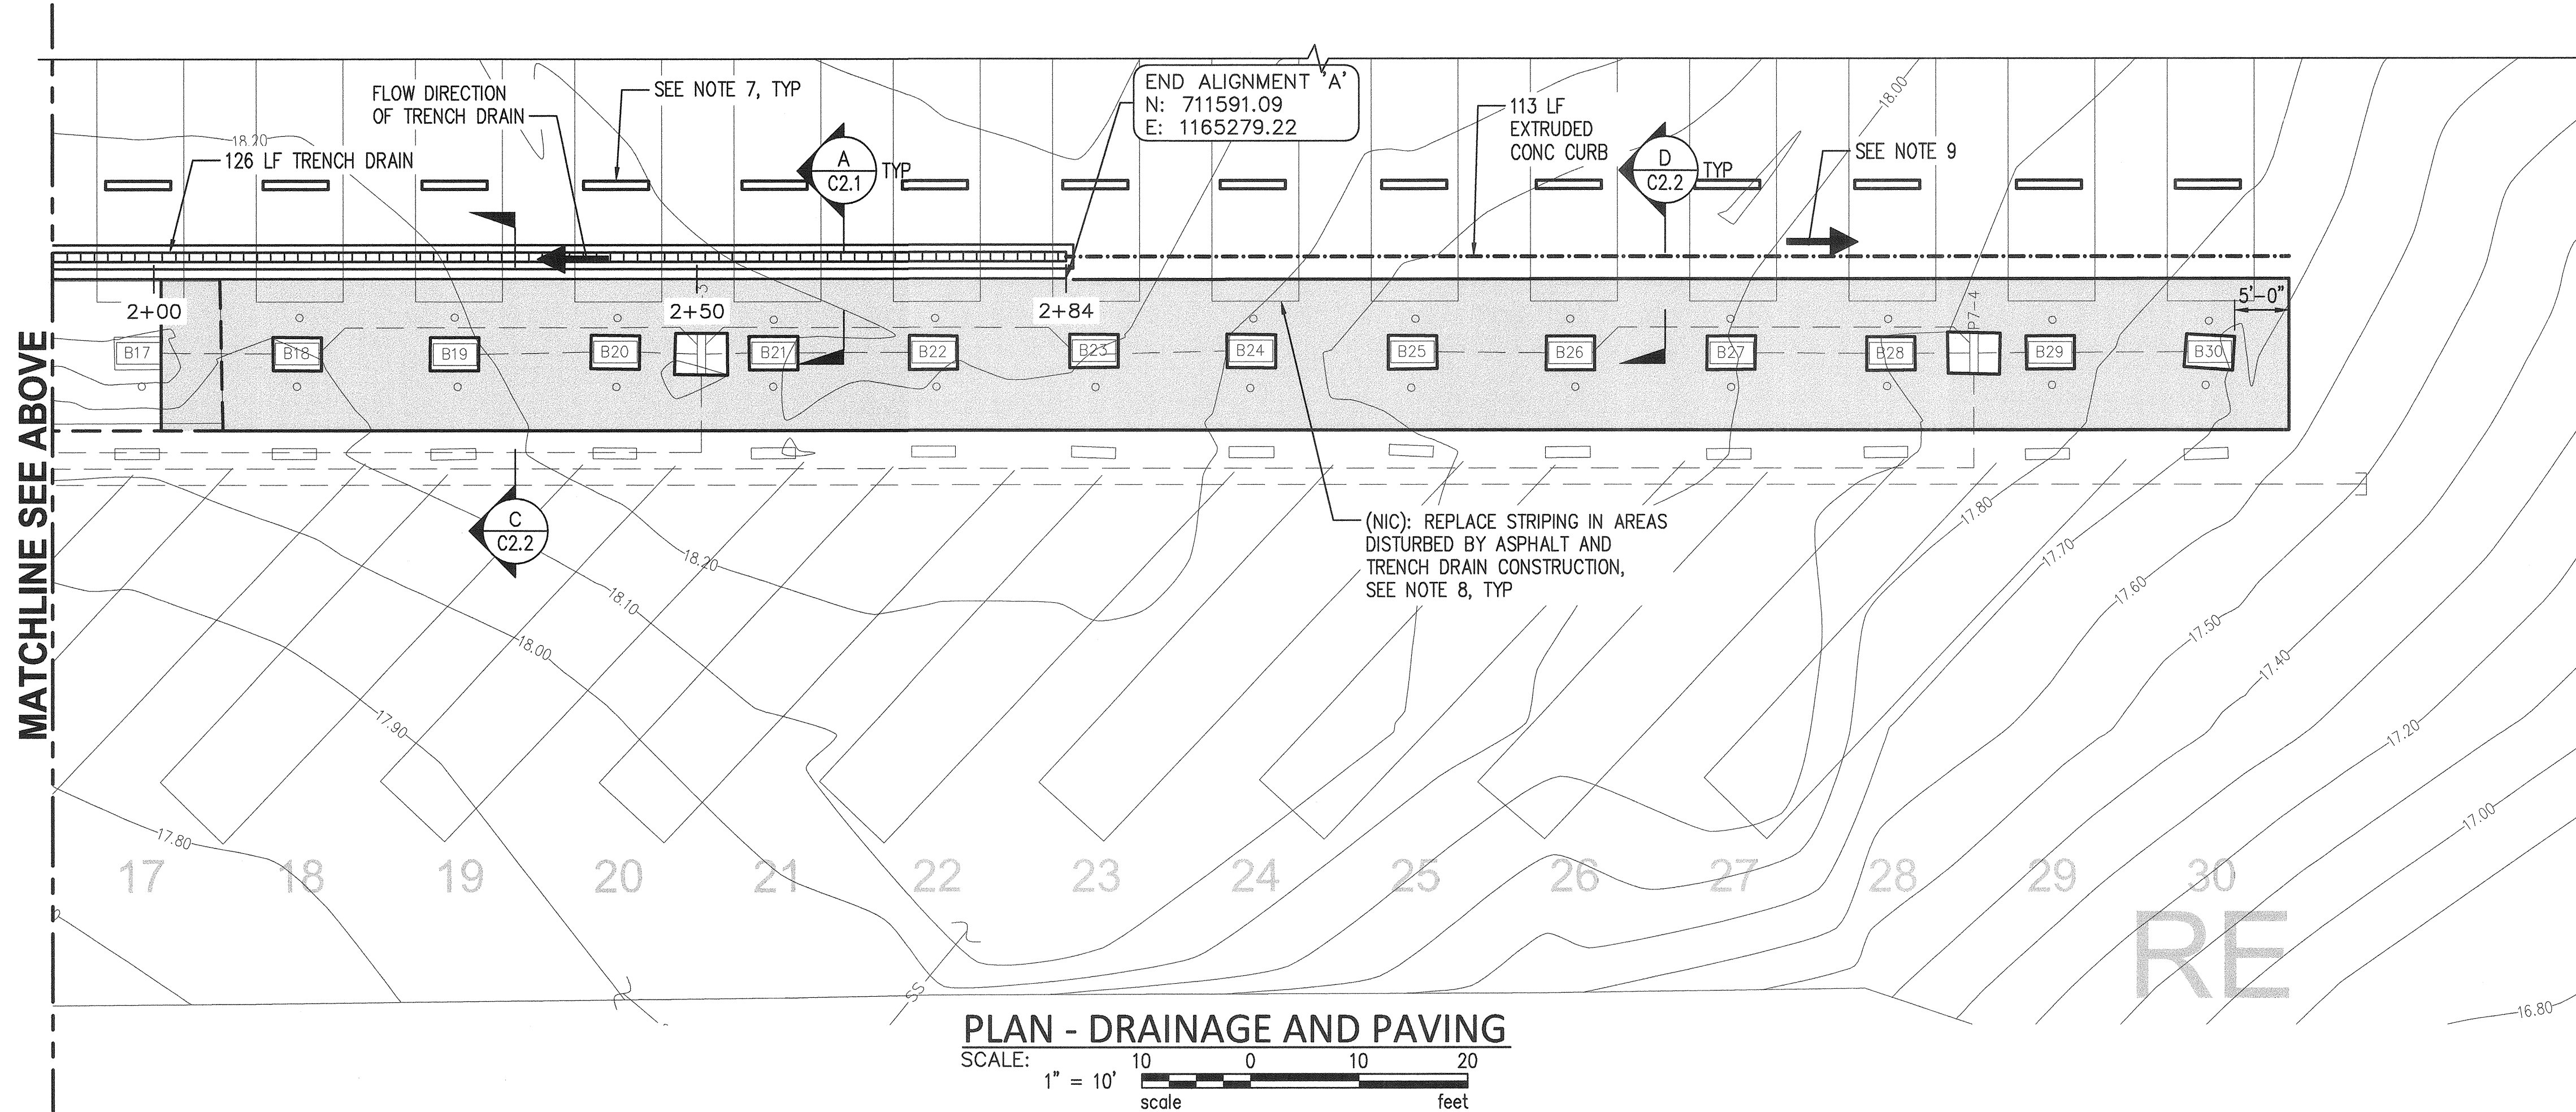 FLOW DIRECTION
OF TRENCH DRAIN
SEE NOTE 7, TYP
END ALIGNMENT 'A'
N: 711591.09
E: 1165279.22
113 LF
EXTRUDED
CONC CURB
18.00
18.20
126 LF TRENCH DRAIN
A
C2.1
TYP
D
C2.2
TYP
SEE NOTE 9
2+00
2+50
2+84
5'-0"
P7-4
B17
B18
B19
B20
B21
B22
B23
B24
B25
B26
B27
B28
B29
B30
MATCHLINE SEE ABOVE
C
C2.2
(NIC): REPLACE STRIPING IN AREAS
DISTURBED BY ASPHALT AND
TRENCH DRAIN CONSTRUCTION,
SEE NOTE 8, TYP
18.20
18.10
18.00
17.90
17.80
17.80
17.70
17.60
17.50
17.40
17.20
17.00
16.80
17
18
19
20
21
22
23
24
25
26
27
28
29
30
RE
SS
PLAN - DRAINAGE AND PAVING
SCALE:
1" = 10'
10 0 10 20
scale feet